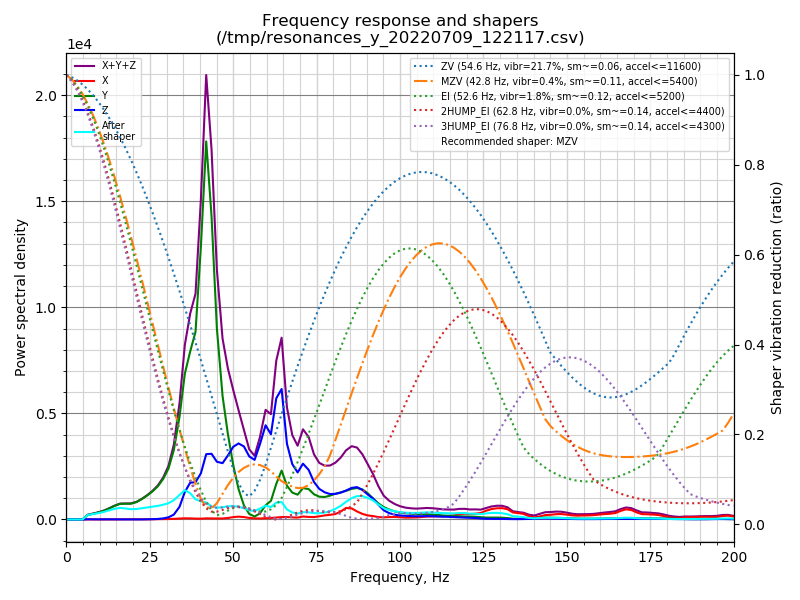 Frequency response and shapers
(/tmp/resonances_y_20220709_122117.csv)
1e4
X+Y+Z
X
Y
Z
After
shaper
ZV (54.6 Hz, vibr=21.7%, sm~=0.06, accel<=11600)
MZV (42.8 Hz, vibr=0.4%, sm~=0.11, accel<=5400)
EI (52.6 Hz, vibr=1.8%, sm~=0.12, accel<=5200)
2HUMP_EI (62.8 Hz, vibr=0.0%, sm~=0.14, accel<=4400)
3HUMP_EI (76.8 Hz, vibr=0.0%, sm~=0.14, accel<=4300)
Recommended shaper: MZV
2.0
1.5
1.0
0.5
0.0
Power spectral density
1.0
0.8
0.6
0.4
0.2
0.0
Shaper vibration reduction (ratio)
0 25 50 75 100 125 150 175 200
Frequency, Hz